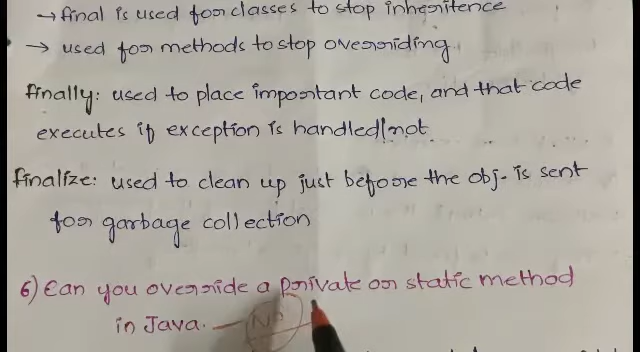 → final is used for classes to stop inheritence
→ used for methods to stop overriding
finally: used to place important code, and that code
executes if exception is handled/not
finalize: used to clean up just before the obj. is sent
for garbage collection
6) Can you override a private or static method
in Java. — No